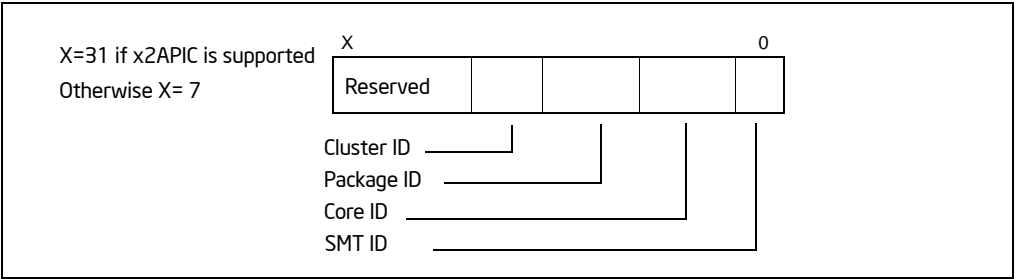 X=31 if x2APIC is supported
Otherwise X= 7
X 0
Reserved
Cluster ID
Package ID
Core ID
SMT ID